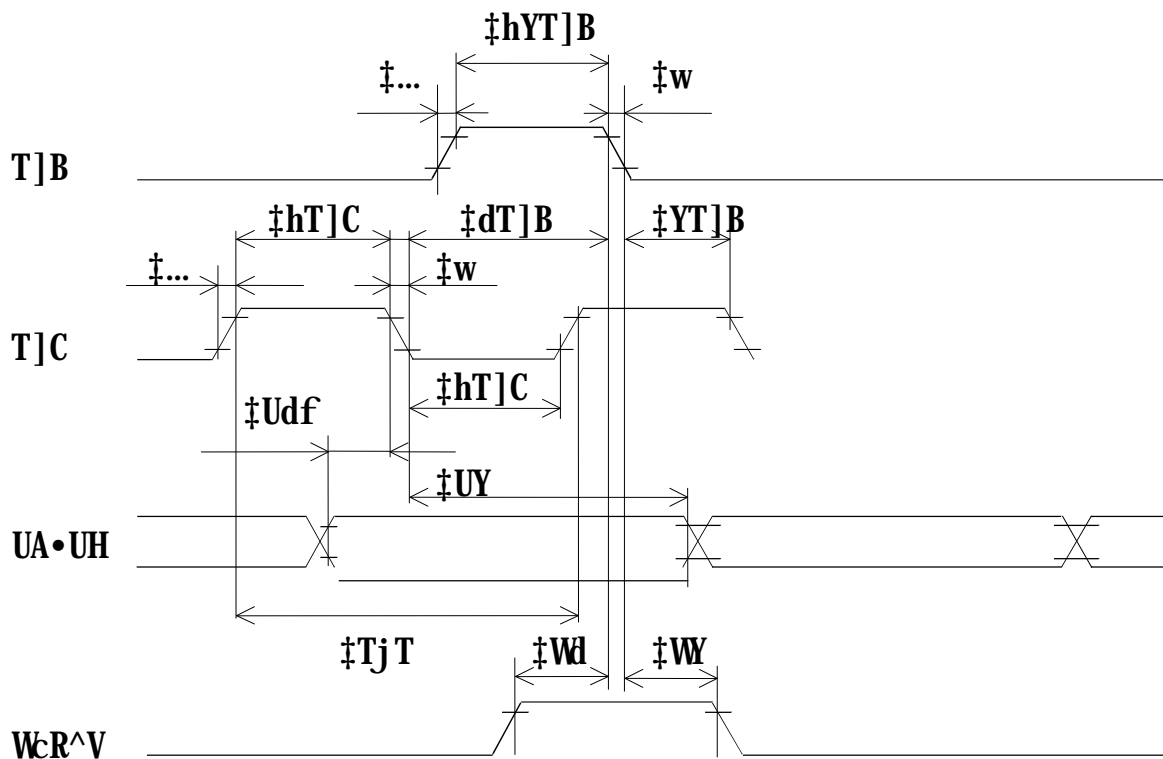 ‡hYT]B
‡...
‡w
T]B
‡hT]C
‡dT]B
‡YT]B
‡...
‡w
T]C
‡hT]C
‡Udf
‡UY
UA•UH
‡TjT
‡Wd
‡WY
WcR^V